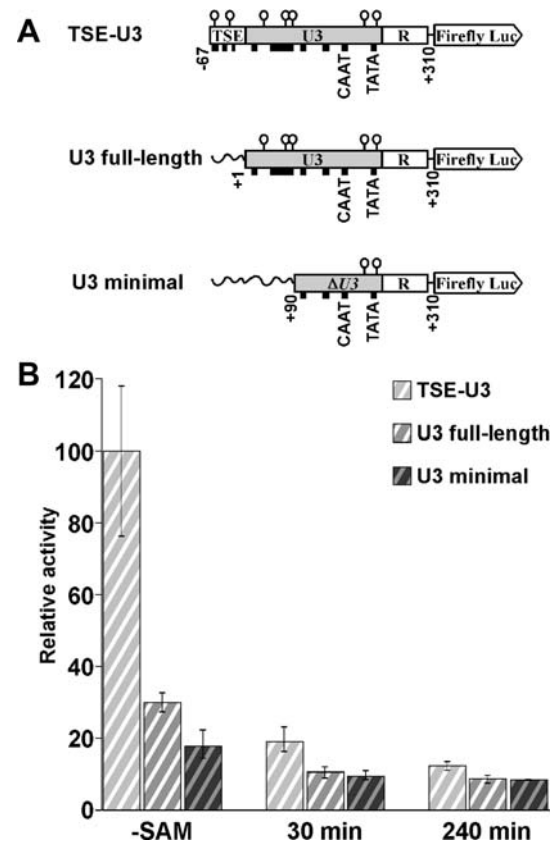 A
TSE-U3
TSE U3 R Firefly Luc
-67 CAAT TATA +310
U3 full-length
U3 R Firefly Luc
+1 CAAT TATA +310
U3 minimal
ΔU3 R Firefly Luc
+90 CAAT TATA +310
B
120
100
80
60
40
20
0
Relative activity
TSE-U3
U3 full-length
U3 minimal
-SAM 30 min 240 min